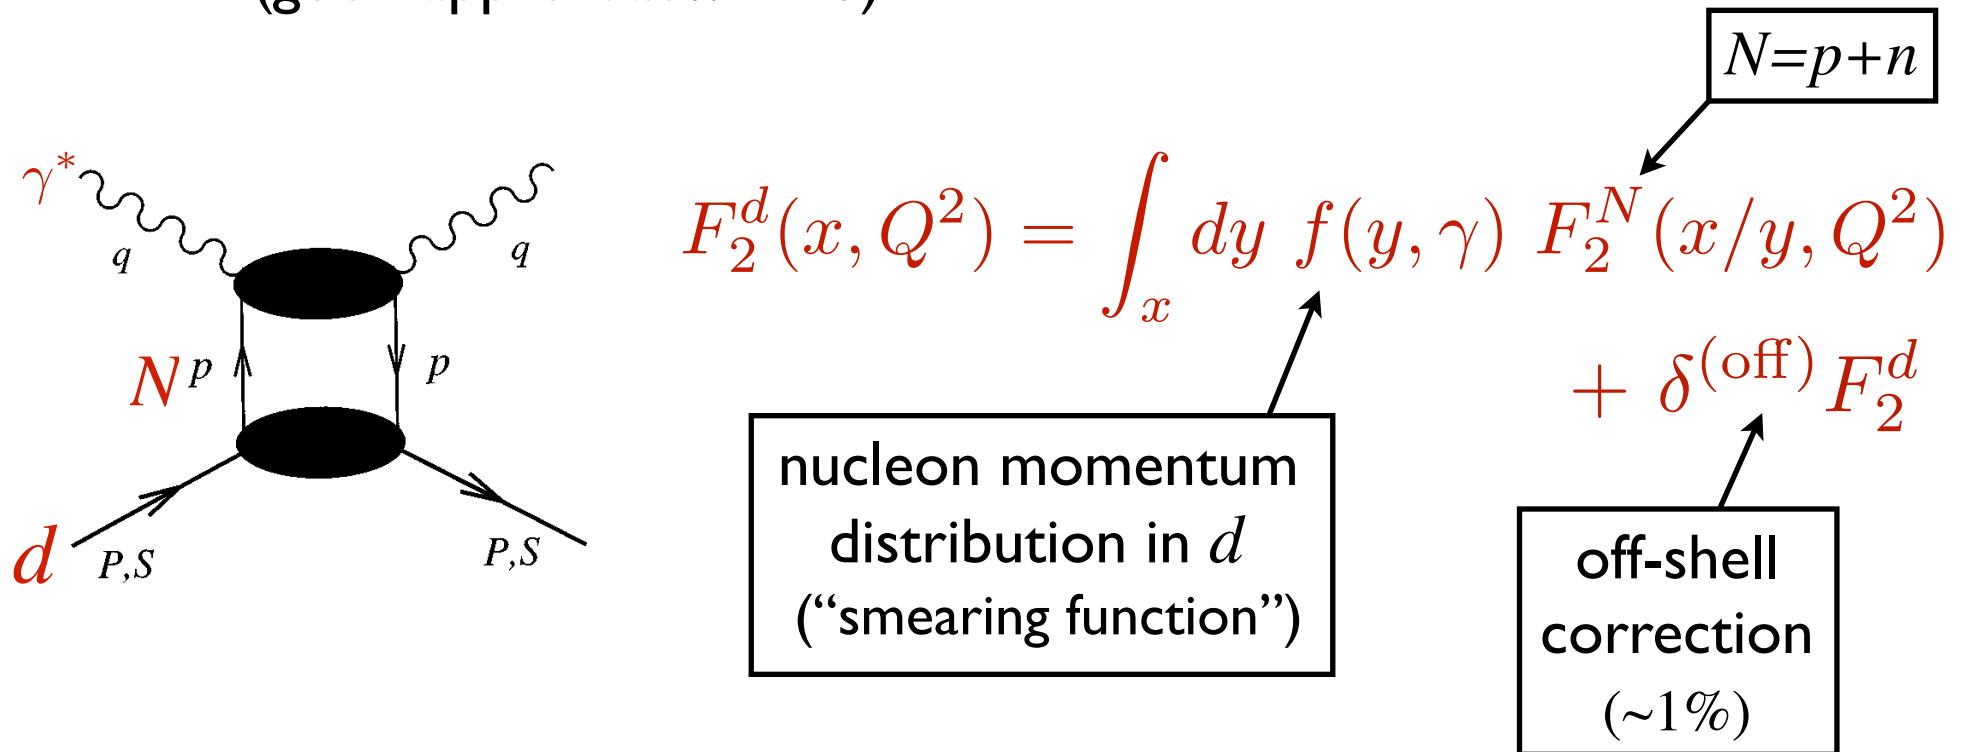 N=p+n
γ* q q
N p p
d P,S P,S
F_2^d(x, Q^2) = ∫_x dy f(y, γ) F_2^N(x/y, Q^2)
+ δ^(off) F_2^d
nucleon momentum
distribution in d
(“smearing function”)
off-shell
correction
(~1%)